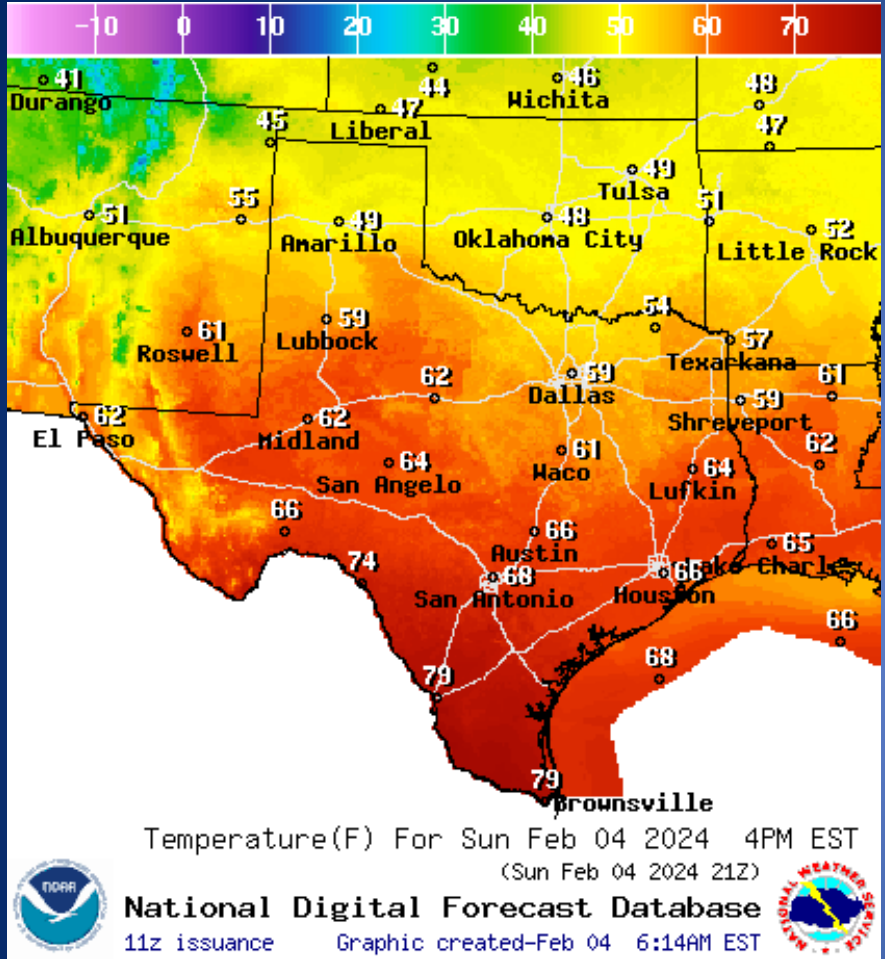 -10 0 10 20 30 40 50 60 70
41
Durango
44
46
Wichita
48
47
Liberal
45
47
49
Tulsa
51
Albuquerque
55
49
Amarillo
48
Oklahoma City
51
52
Little Rock
61
Roswell
59
Lubbock
54
57
Texarkana
62
El Paso
62
Midland
62
59
Dallas
59
Shreveport
61
64
San Angelo
61
Waco
64
Lufkin
62
66
66
Austin
65
Lake Charles
74
68
San Antonio
66
Houston
66
79
68
79
Brownsville
Temperature(F) For Sun Feb 04 2024 4PM EST
(Sun Feb 04 2024 21Z)
NOAA
National Digital Forecast Database
11z issuance Graphic created-Feb 04 6:14AM EST
NATIONAL WEATHER SERVICE